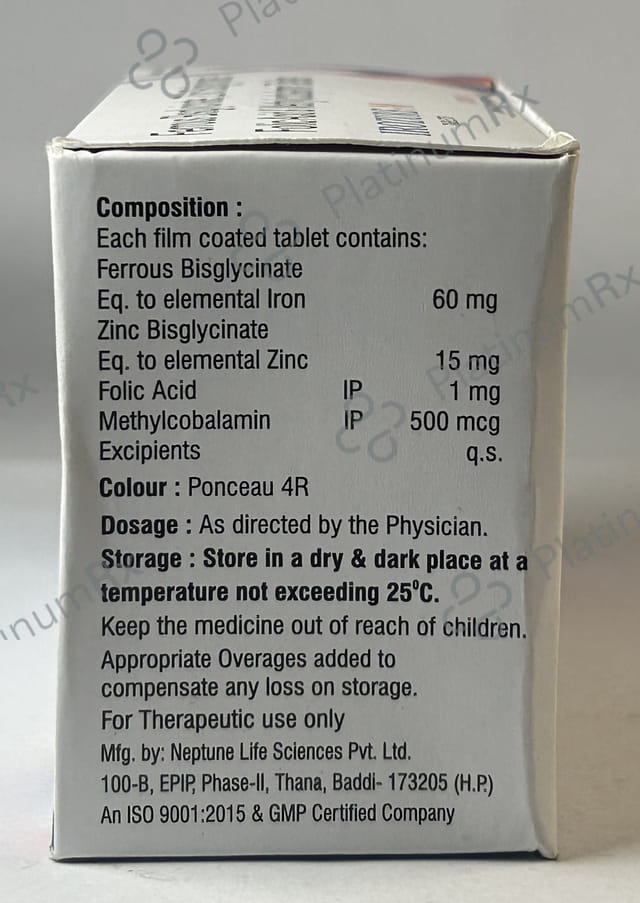 Composition :
Each film coated tablet contains:
Ferrous Bisglycinate
Eq. to elemental Iron 60 mg
Zinc Bisglycinate
Eq. to elemental Zinc 15 mg
Folic Acid IP 1 mg
Methylcobalamin IP 500 mcg
Excipients q.s.
Colour : Ponceau 4R
Dosage : As directed by the Physician.
Storage : Store in a dry & dark place at a
temperature not exceeding 25⁰C.
Keep the medicine out of reach of children.
Appropriate Overages added to
compensate any loss on storage.
For Therapeutic use only
Mfg. by: Neptune Life Sciences Pvt. Ltd.
100-B, EPIP, Phase-II, Thana, Baddi- 173205 (H.P.)
An ISO 9001:2015 & GMP Certified Company
PlatinumRx